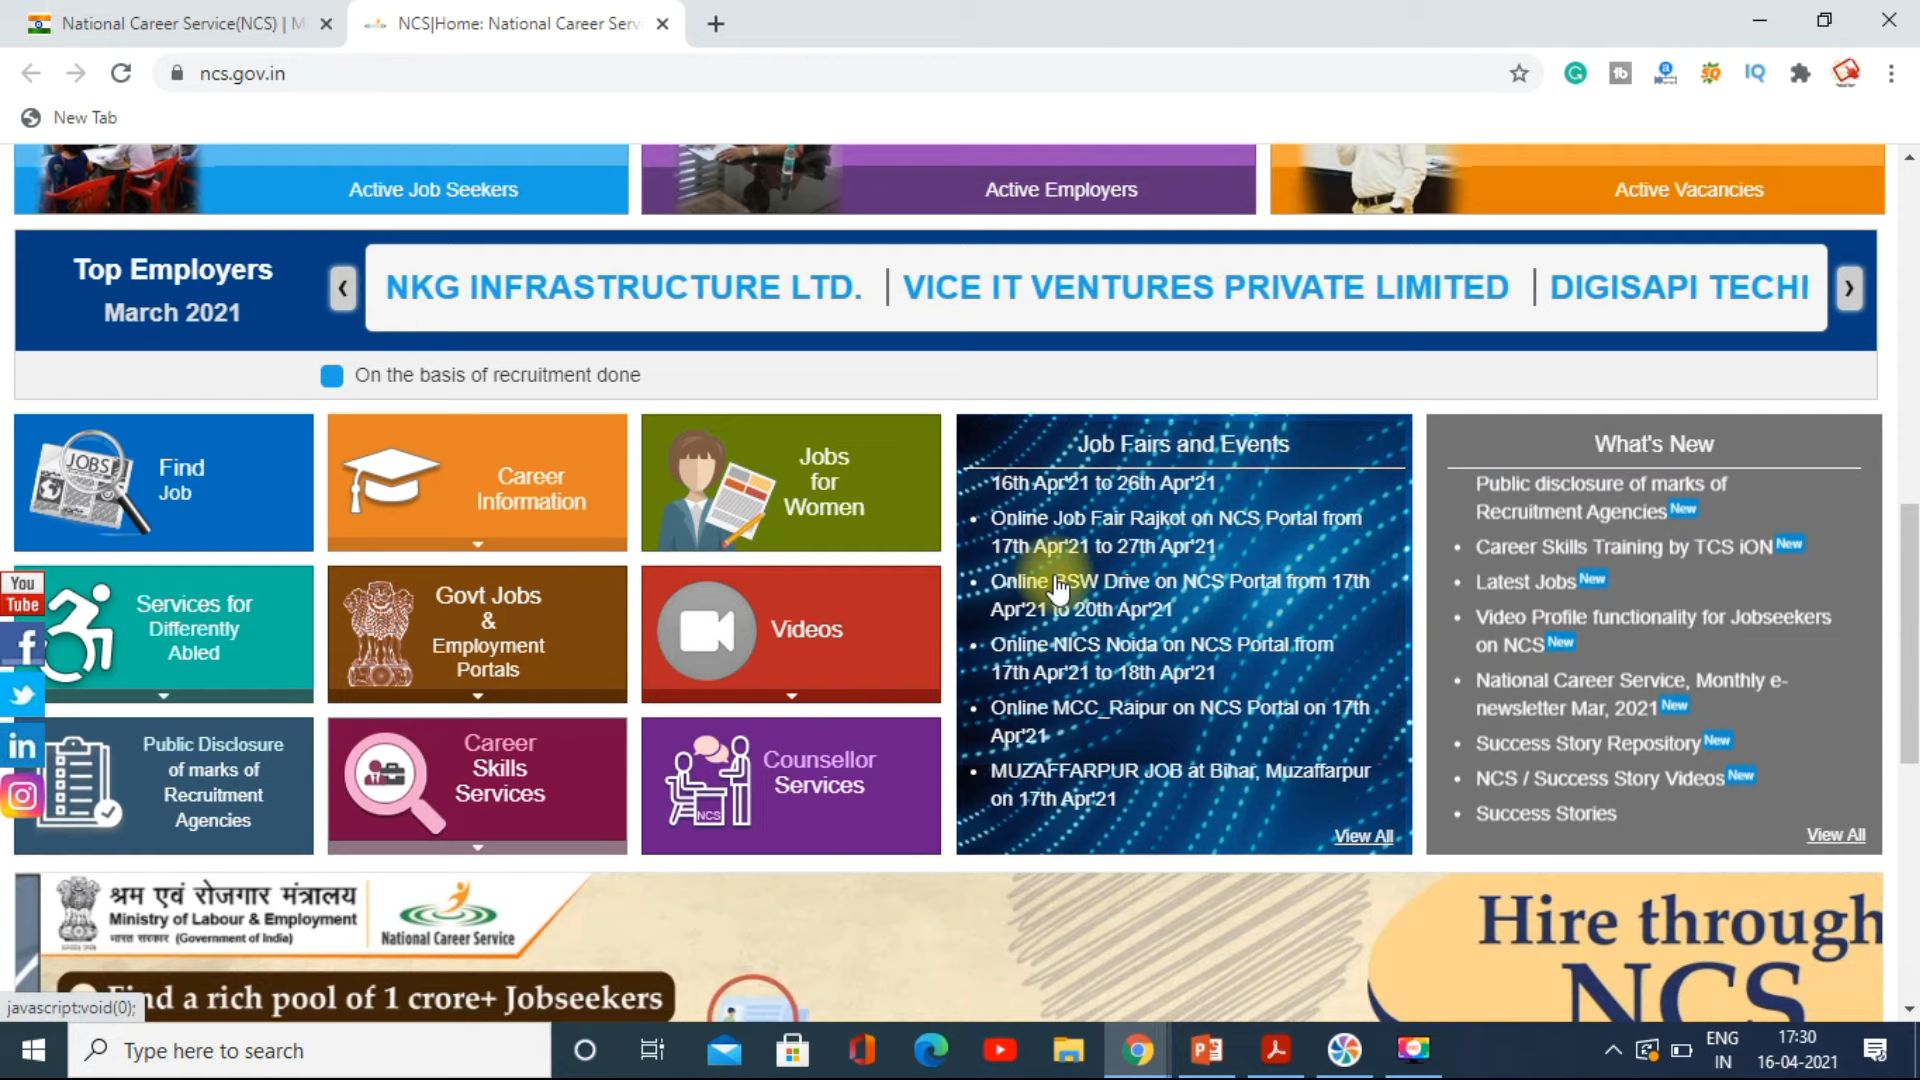 National Career Service(NCS) | M
NCS|Home: National Career Serv
ncs.gov.in
New Tab
Active Job Seekers
Active Employers
Active Vacancies
Top Employers
March 2021
NKG INFRASTRUCTURE LTD. | VICE IT VENTURES PRIVATE LIMITED | DIGISAPI TECHI
On the basis of recruitment done
Find
Job
JOBS
Career
Information
Jobs
for
Women
Services for
Differently
Abled
Govt Jobs
&
Employment
Portals
Videos
Public Disclosure
of marks of
Recruitment
Agencies
Career
Skills
Services
Counsellor
Services
NCS
You
Tube
Job Fairs and Events
16th Apr'21 to 26th Apr'21
Online Job Fair Rajkot on NCS Portal from
17th Apr'21 to 27th Apr'21
Online BSW Drive on NCS Portal from 17th
Apr'21 to 20th Apr'21
Online NICS Noida on NCS Portal from
17th Apr'21 to 18th Apr'21
Online MCC_Raipur on NCS Portal on 17th
Apr'21
MUZAFFARPUR JOB at Bihar, Muzaffarpur
on 17th Apr'21
View All
What's New
Public disclosure of marks of
Recruitment Agencies New
Career Skills Training by TCS iON New
Latest Jobs New
Video Profile functionality for Jobseekers
on NCS New
National Career Service, Monthly e-
newsletter Mar, 2021 New
Success Story Repository New
NCS / Success Story Videos New
Success Stories
View All
श्रम एवं रोजगार मंत्रालय
Ministry of Labour & Employment
भारत सरकार (Government of India)
National Career Service
Find a rich pool of 1 crore+ Jobseekers
Hire through
NCS
javascript:void(0);
Type here to search
ENG
IN
17:30
16-04-2021